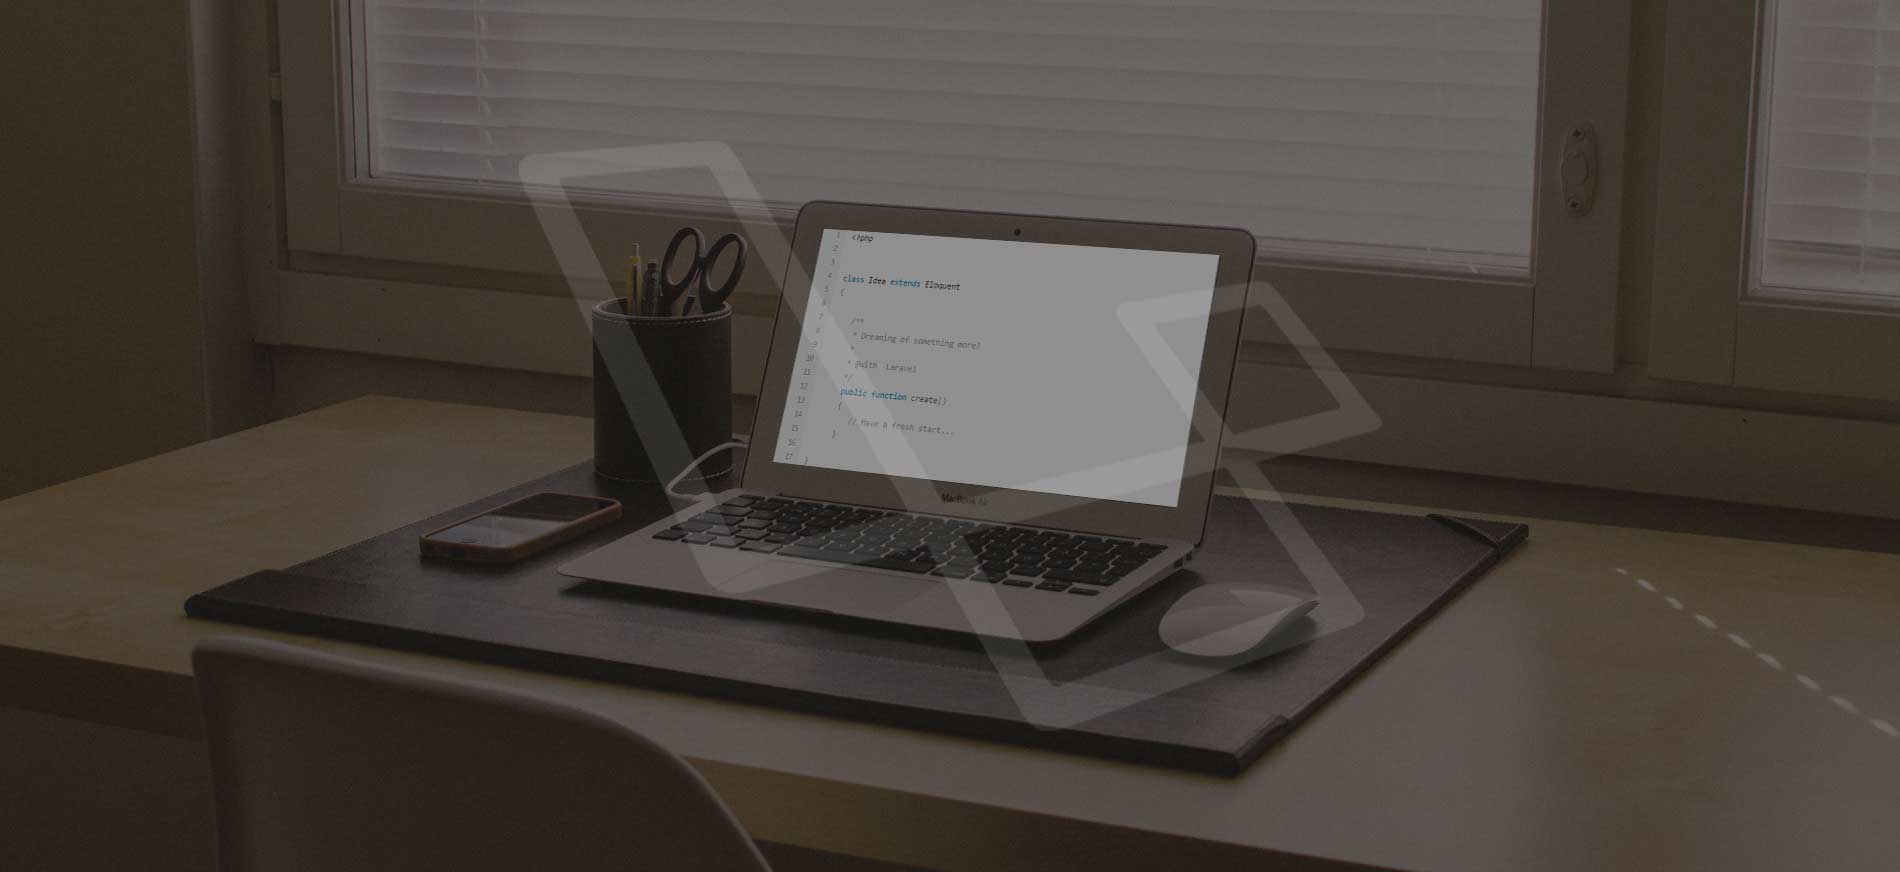 1 <?php
2
3
4 class Idea extends Eloquent
5 {
6
7 /**
8 * Dreaming of something more?
9 *
10 * @with Laravel
11 */
12 public function create()
13 {
14 // Have a fresh start...
15 }
16
17 }
MacBook Air